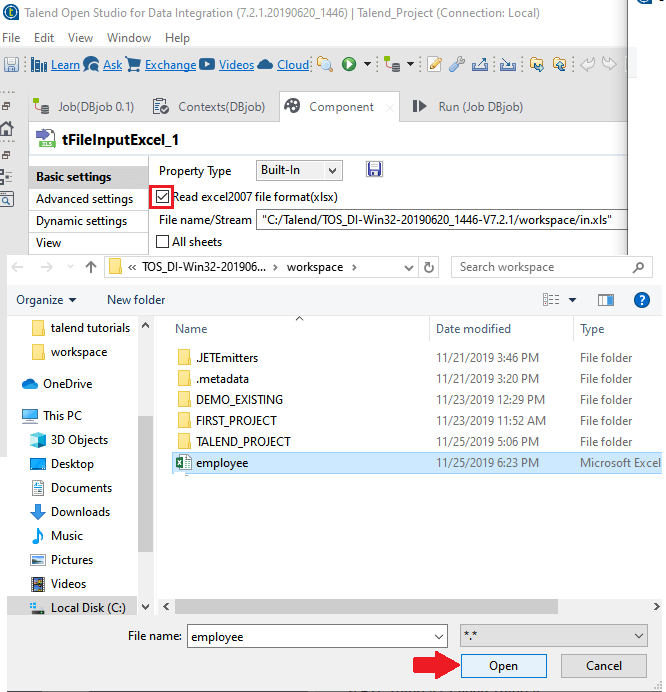 Talend Open Studio for Data Integration (7.2.1.20190620_1446) | Talend_Project (Connection: Local)
File Edit View Window Help
Learn Ask Exchange Videos Cloud
Job(DBjob 0.1) Contexts(DBjob) Component Run (Job DBjob)
XLS tFileInputExcel_1
Basic settings
Advanced settings
Dynamic settings
View
Property Type Built-In
Read excel2007 file format(xlsx)
File name/Stream "C:/Talend/TOS_DI-Win32-20190620_1446-V7.2.1/workspace/in.xls"
All sheets
« TOS_DI-Win32-201906... > workspace > Search workspace
Organize New folder
talend tutorials
workspace
OneDrive
This PC
3D Objects
Desktop
Documents
Downloads
Music
Pictures
Videos
Local Disk (C:)
Name Date modified Type
.JETEmitters 11/21/2019 3:46 PM File folder
.metadata 11/21/2019 3:20 PM File folder
DEMO_EXISTING 11/23/2019 12:29 PM File folder
FIRST_PROJECT 11/23/2019 11:52 AM File folder
TALEND_PROJECT 11/25/2019 5:06 PM File folder
employee 11/25/2019 6:23 PM Microsoft Excel
File name: employee *.*
Open Cancel